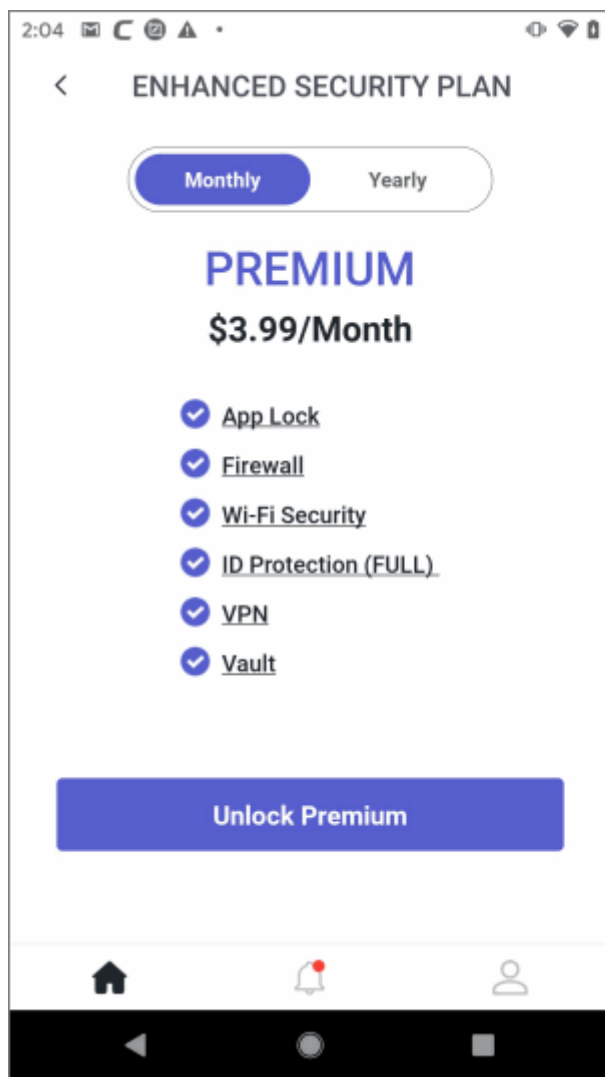 2:04
ENHANCED SECURITY PLAN
Monthly Yearly
PREMIUM
$3.99/Month
App Lock
Firewall
Wi-Fi Security
ID Protection (FULL)
VPN
Vault
Unlock Premium